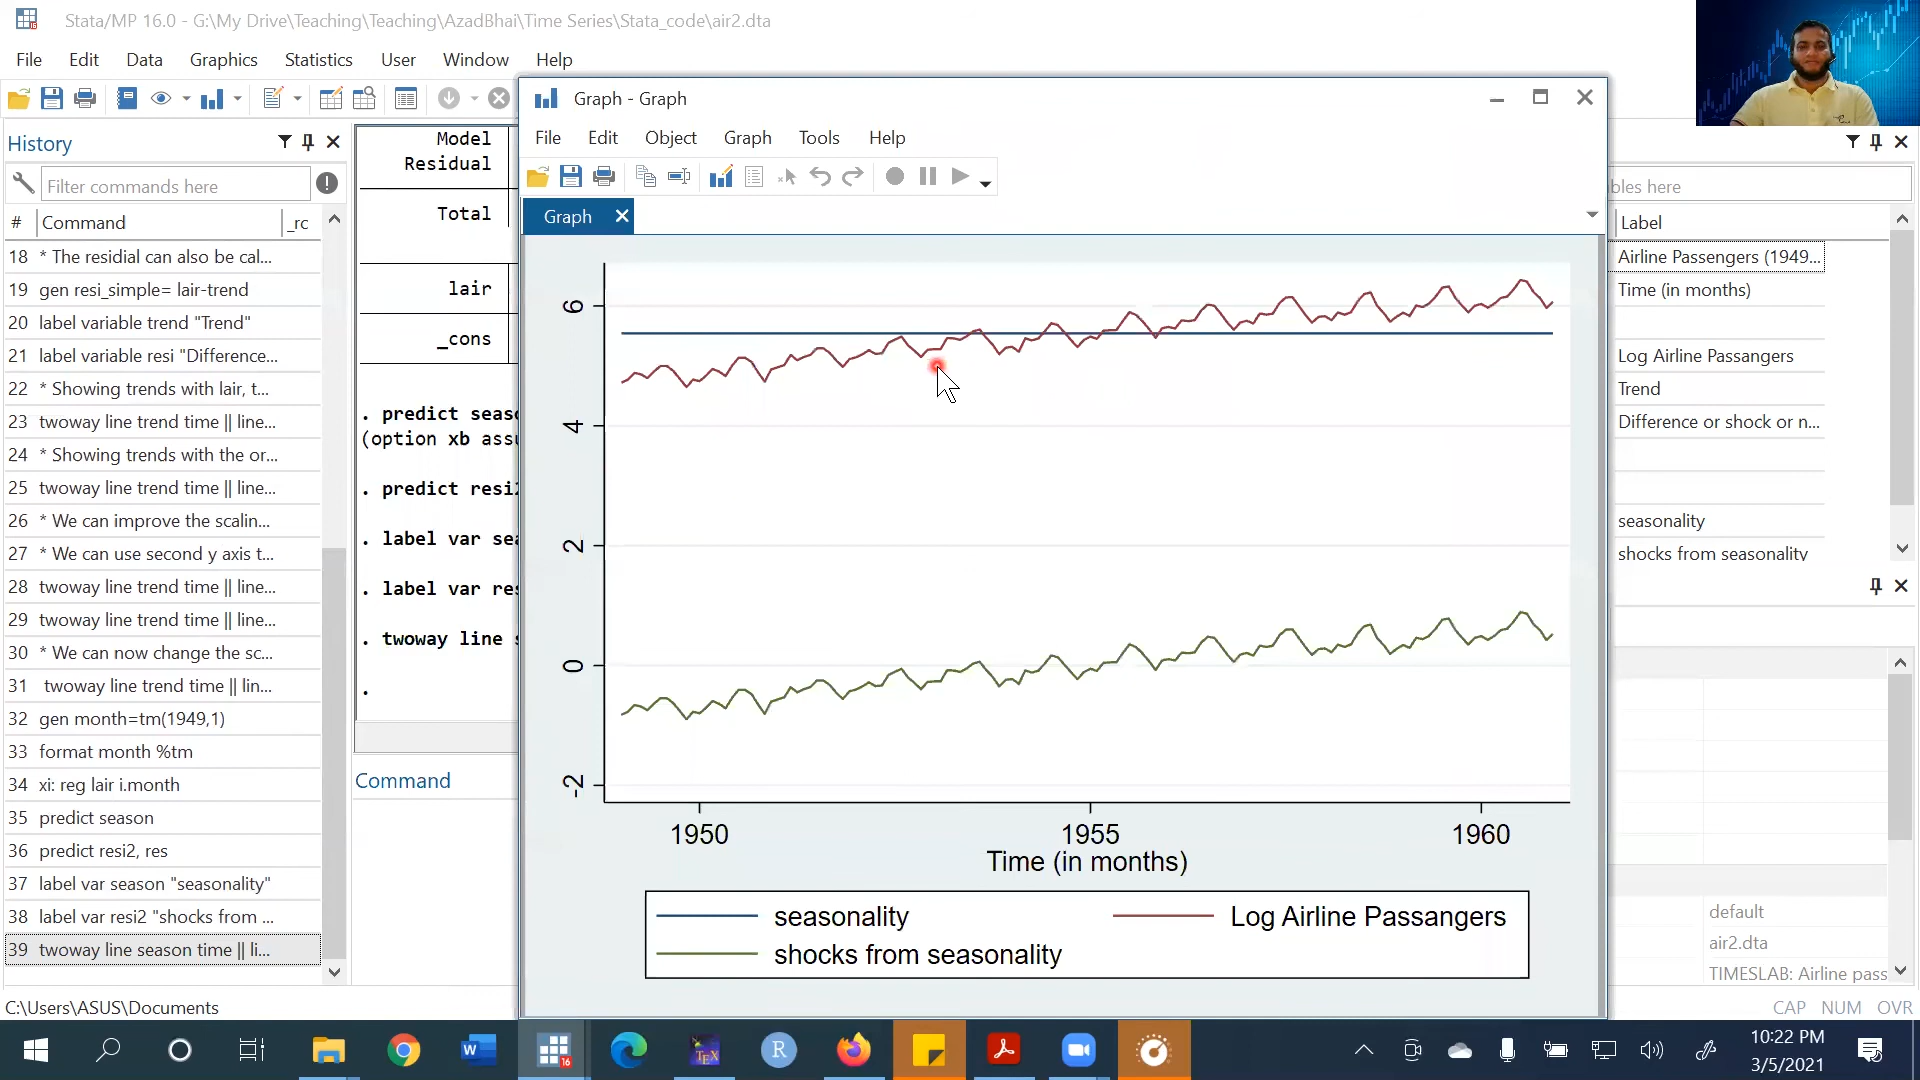 Stata/MP 16.0 - G:\My Drive\Teaching\Teaching\AzadBhai\Time Series\Stata_code\air2.dta
File Edit Data Graphics Statistics User Window Help
History
Filter commands here
# Command _rc
18 * The residial can also be cal...
19 gen resi_simple= lair-trend
20 label variable trend "Trend"
21 label variable resi "Difference...
22 * Showing trends with lair, t...
23 twoway line trend time || line...
24 * Showing trends with the or...
25 twoway line trend time || line...
26 * We can improve the scalin...
27 * We can use second y axis t...
28 twoway line trend time || line...
29 twoway line trend time || line...
30 * We can now change the sc...
31 twoway line trend time || lin...
32 gen month=tm(1949,1)
33 format month %tm
34 xi: reg lair i.month
35 predict season
36 predict resi2, res
37 label var season "seasonality"
38 label var resi2 "shocks from ...
39 twoway line season time || li...
C:\Users\ASUS\Documents
Model
Residual
Total
lair
_cons
. predict seaso
(option xb assu
. predict resi2
. label var sea
. label var res
. twoway line s
.
Command
Graph - Graph
File Edit Object Graph Tools Help
Graph
6
4
2
0
-2
1950 1955 1960
Time (in months)
seasonality Log Airline Passangers
shocks from seasonality
bles here
Label
Airline Passengers (1949...
Time (in months)
Log Airline Passangers
Trend
Difference or shock or n...
seasonality
shocks from seasonality
default
air2.dta
TIMESLAB: Airline pass
CAP NUM OVR
10:22 PM
3/5/2021